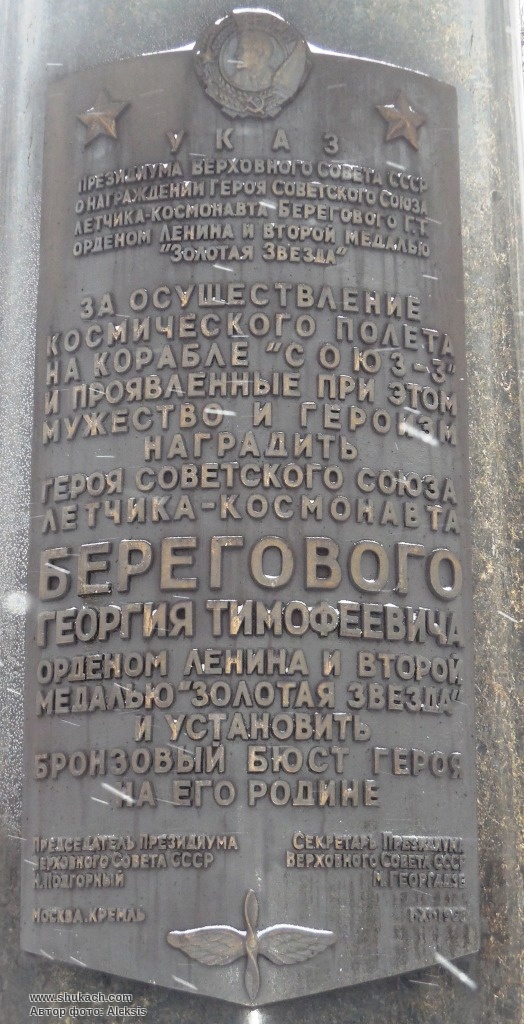 УКАЗ
ПРЕЗИДИУМА ВЕРХОВНОГО СОВЕТА СССР
О НАГРАЖДЕНИИ ГЕРОЯ СОВЕТСКОГО СОЮЗА
ЛЕТЧИКА-КОСМОНАВТА БЕРЕГОВОГО Г.Т.
ОРДЕНОМ ЛЕНИНА И ВТОРОЙ МЕДАЛЬЮ
"ЗОЛОТАЯ ЗВЕЗДА"
ЗА ОСУЩЕСТВЛЕНИЕ
КОСМИЧЕСКОГО ПОЛЕТА
НА КОРАБЛЕ "СОЮЗ-3"
И ПРОЯВЛЕННЫЕ ПРИ ЭТОМ
МУЖЕСТВО И ГЕРОИЗМ
НАГРАДИТЬ
ГЕРОЯ СОВЕТСКОГО СОЮЗА
ЛЕТЧИКА-КОСМОНАВТА
БЕРЕГОВОГО
ГЕОРГИЯ ТИМОФЕЕВИЧА
ОРДЕНОМ ЛЕНИНА И ВТОРОЙ
МЕДАЛЬЮ "ЗОЛОТАЯ ЗВЕЗДА"
И УСТАНОВИТЬ
БРОНЗОВЫЙ БЮСТ ГЕРОЯ
НА ЕГО РОДИНЕ
ПРЕДСЕДАТЕЛЬ ПРЕЗИДИУМА
ВЕРХОВНОГО СОВЕТА СССР
Н.ПОДГОРНЫЙ
СЕКРЕТАРЬ ПРЕЗИДИУМА
ВЕРХОВНОГО СОВЕТА СССР
М.ГЕОРГАДЗЕ
МОСКВА.КРЕМЛЬ
www.shukach.com
Автор фото: Aleksis